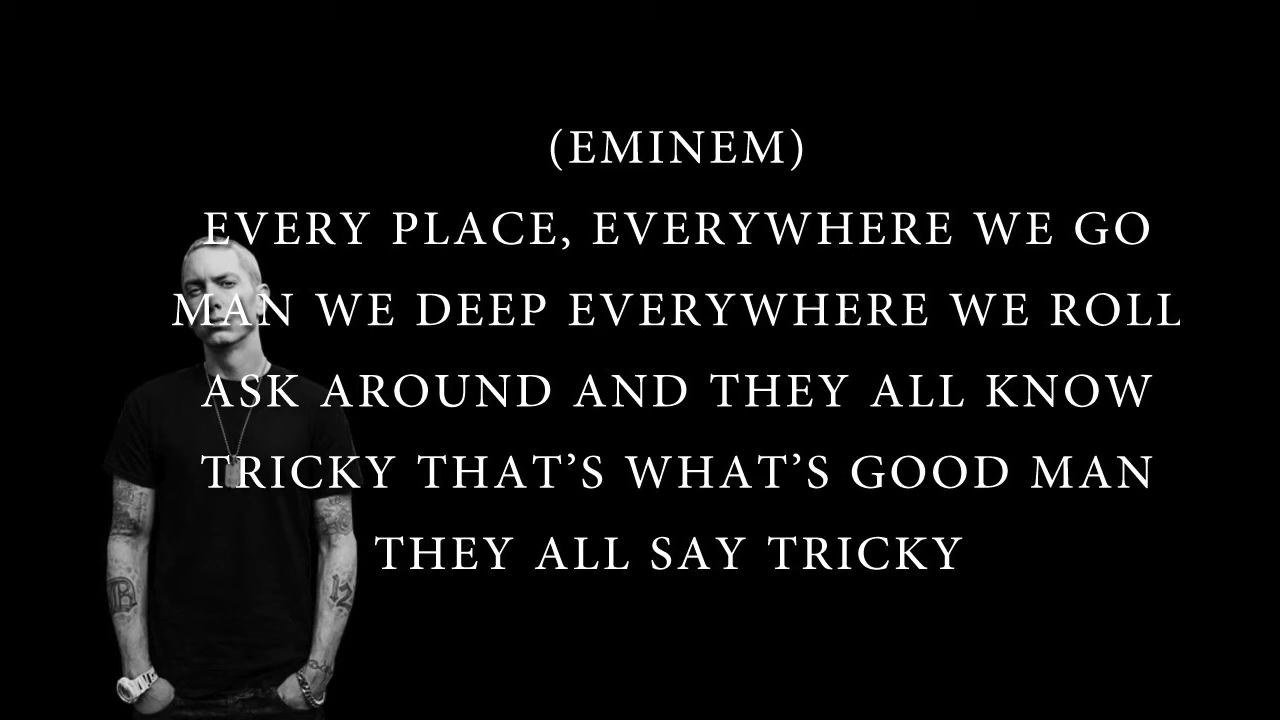 (EMINEM)
EVERY PLACE, EVERYWHERE WE GO
MAN WE DEEP EVERYWHERE WE ROLL
ASK AROUND AND THEY ALL KNOW
TRICKY THAT’S WHAT’S GOOD MAN
THEY ALL SAY TRICKY